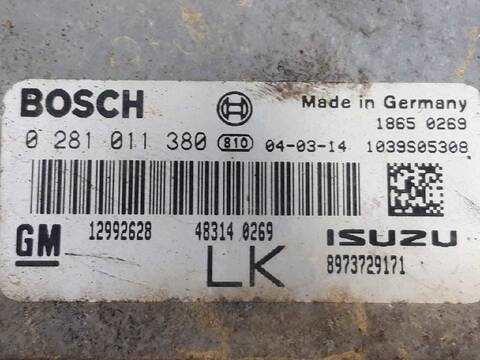 BOSCH
Made in Germany
1865 0269
0 281 011 380 810 04-03-14 1039S05308
GM 12992628 48314 0269 ISUZU
LK 8973729171